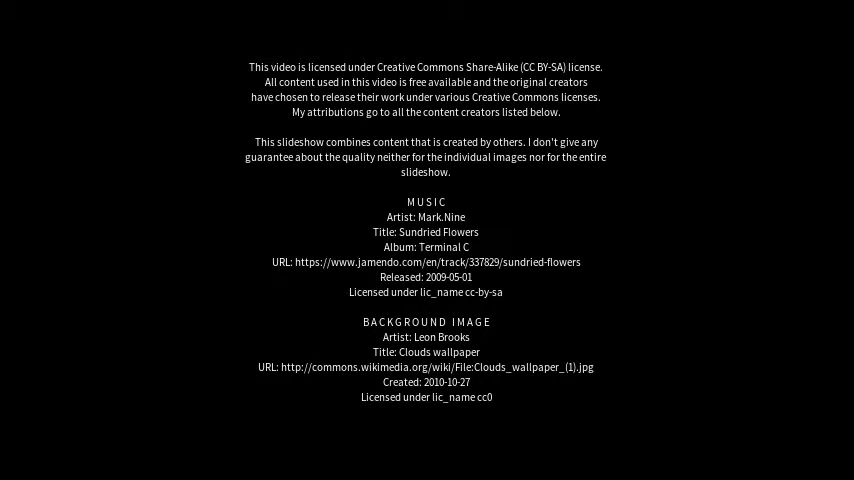 This video is licensed under Creative Commons Share-Alike (CC BY-SA) license.
All content used in this video is free available and the original creators
have chosen to release their work under various Creative Commons licenses.
My attributions go to all the content creators listed below.
This slideshow combines content that is created by others. I don't give any
guarantee about the quality neither for the individual images nor for the entire
slideshow.
MUSIC
Artist: Mark.Nine
Title: Sundried Flowers
Album: Terminal C
URL: https://www.jamendo.com/en/track/337829/sundried-flowers
Released: 2009-05-01
Licensed under lic_name cc-by-sa
BACKGROUND IMAGE
Artist: Leon Brooks
Title: Clouds wallpaper
URL: http://commons.wikimedia.org/wiki/File:Clouds_wallpaper_(1).jpg
Created: 2010-10-27
Licensed under lic_name cc0